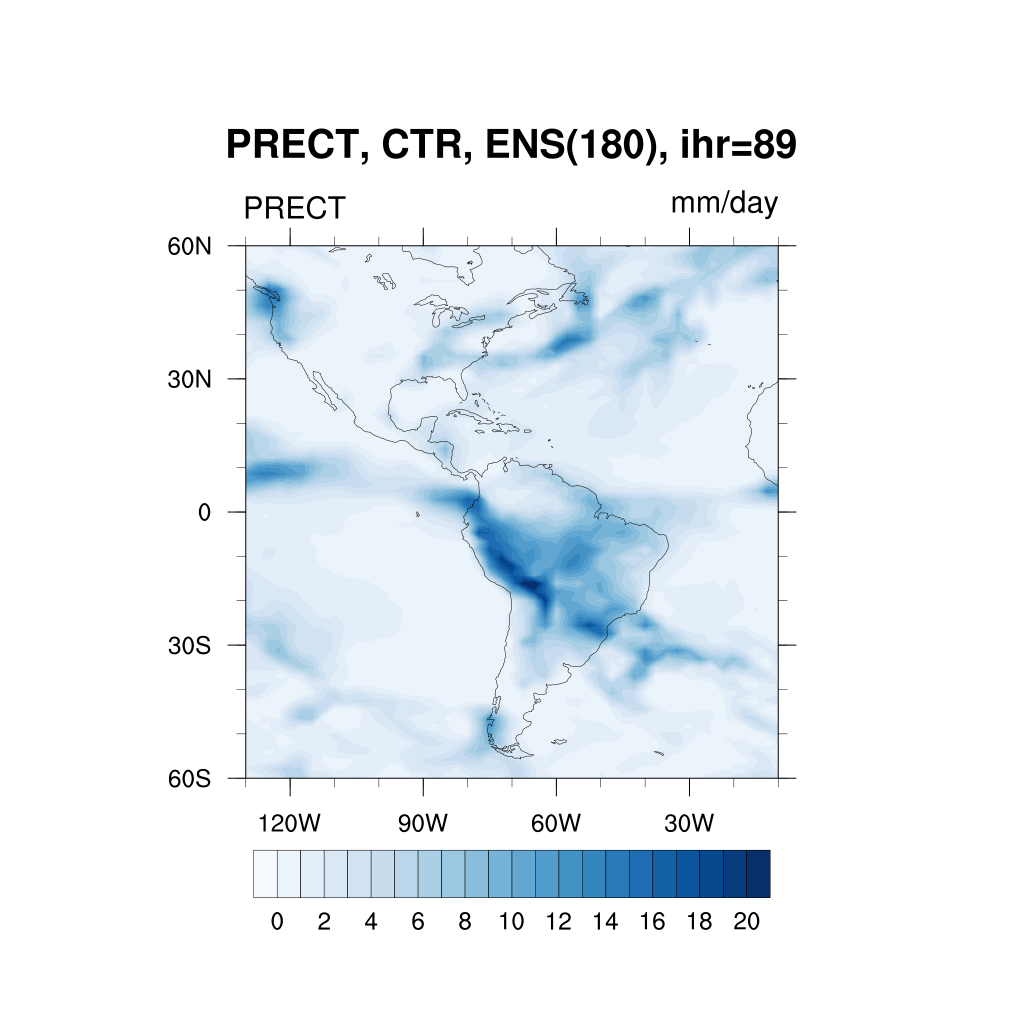 PRECT, CTR, ENS(180), ihr=89
PRECT mm/day
60N
30N
0
30S
60S
120W 90W 60W 30W
0 2 4 6 8 10 12 14 16 18 20